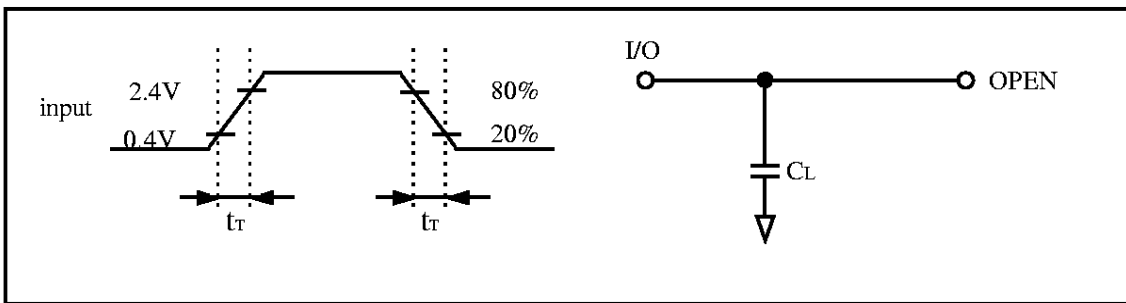 I/O
2.4V
80%
OPEN
input
0.4V
20%
CL
tT
tT